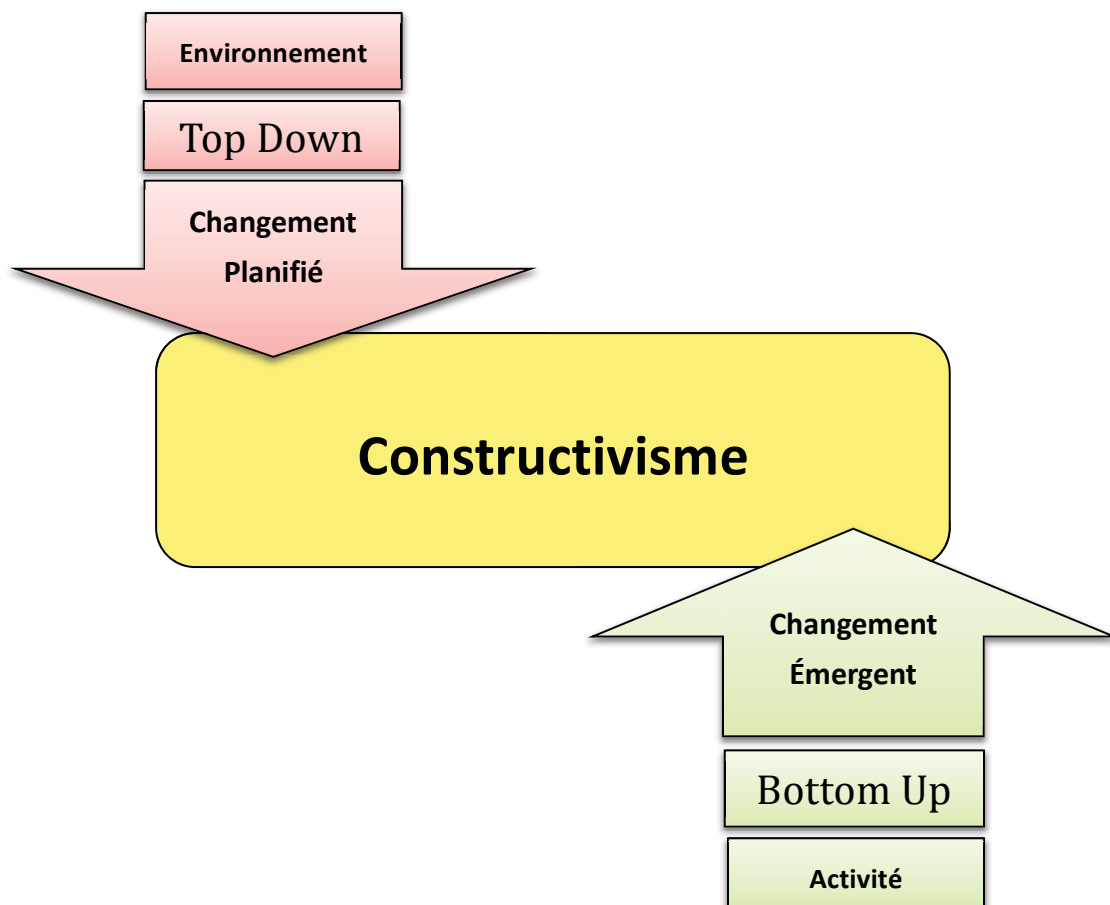 Environnement
Top Down
Changement
Planifié
Constructivisme
Changement
Émergent
Bottom Up
Activité